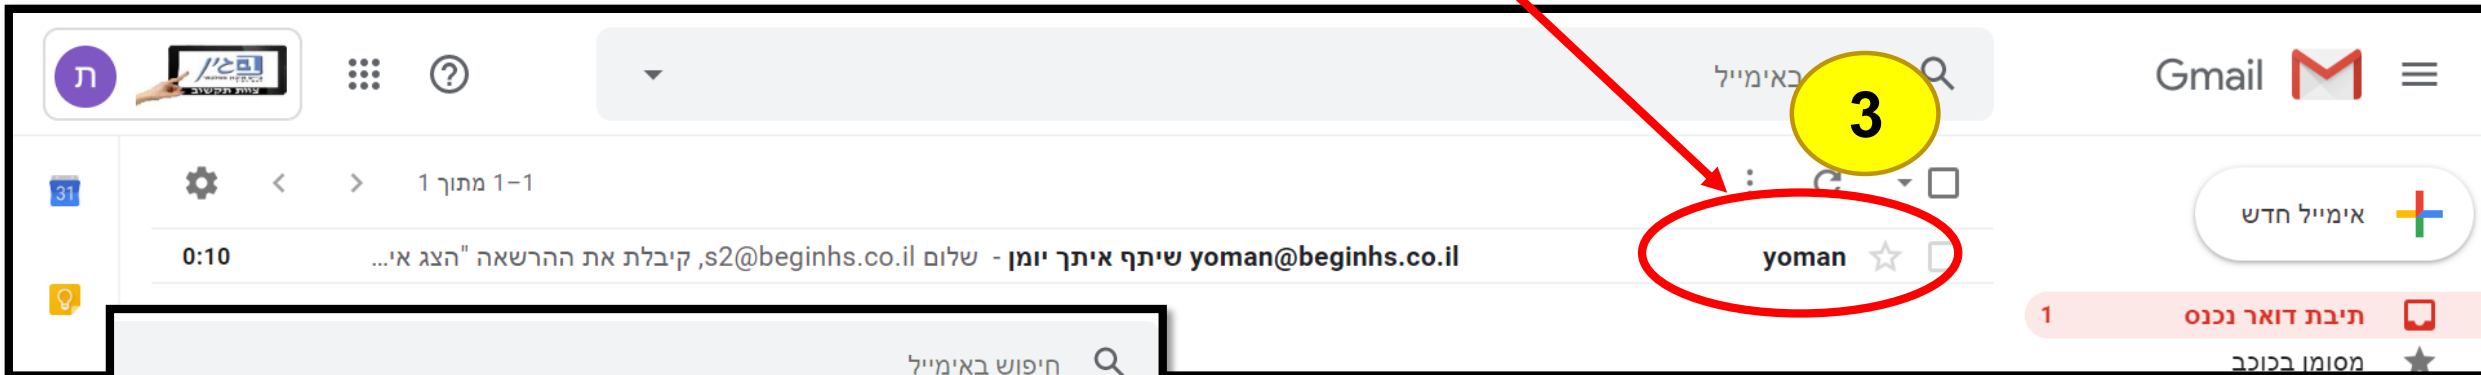 Gmail
באימייל
ת
צוות תקשוב
3
אימייל חדש
1–1 מתוך 1
31
yoman
yoman@beginhs.co.il שיתף איתך יומן - שלום s2@beginhs.co.il, קיבלת את ההרשאה "הצג אי...
0:10
תיבת דואר נכנס 1
מסומן בכוכב
חיפוש באימייל